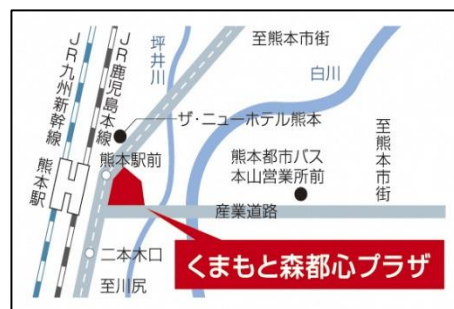 至熊本市街
坪井川
白川
JR鹿児島本線
JR九州新幹線
ザ・ニューホテル熊本
至熊本市街
熊本駅前
熊本都市バス
本山営業所前
熊本駅
産業道路
くまもと森都心プラザ
二本木口
至川尻